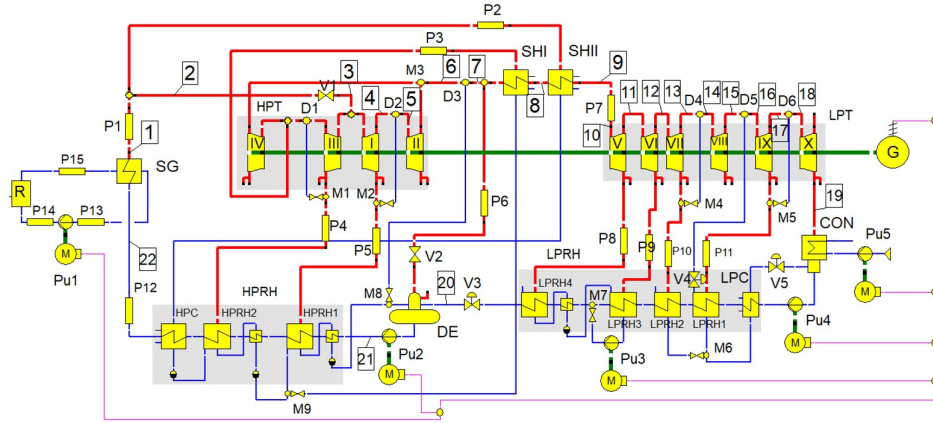 P2
P3
SHI
SHII
2
V1
3
M3
6
7
9
D3
8
P7
P1
HPT
D1
4
D2
5
11
12
13
D4
14
15
D5
16
D6
18
LPT
1
10
17
IV
III
I
II
V
VI
VII
VIII
IX
X
G
SG
P15
R
P14
P13
M
Pu1
22
P12
M1
M2
P6
M4
M5
19
CON
Pu5
M
P4
P5
V2
P8
P9
P10
P11
HPRH
M8
20
V3
LPRH
V4
LPC
V5
HPC
HPRH2
HPRH1
DE
LPRH4
M7
LPRH3
LPRH2
LPRH1
21
Pu2
M
Pu4
M
M6
Pu3
M
M9